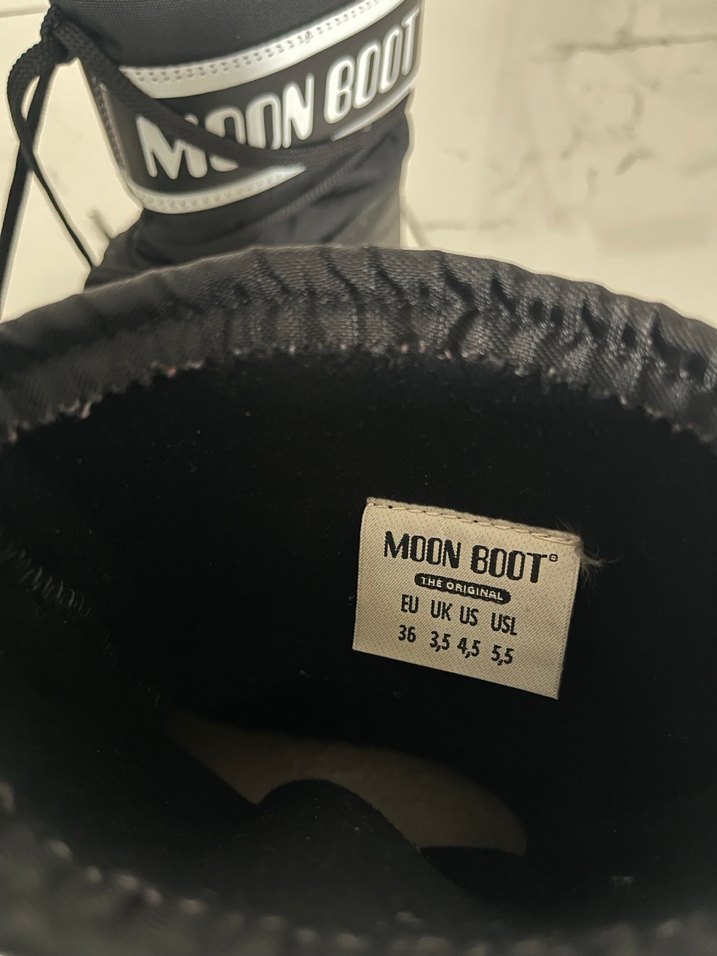 MOON BOOT
MOON BOOT®
THE ORIGINAL
EU UK US USL
36 3,5 4,5 5,5